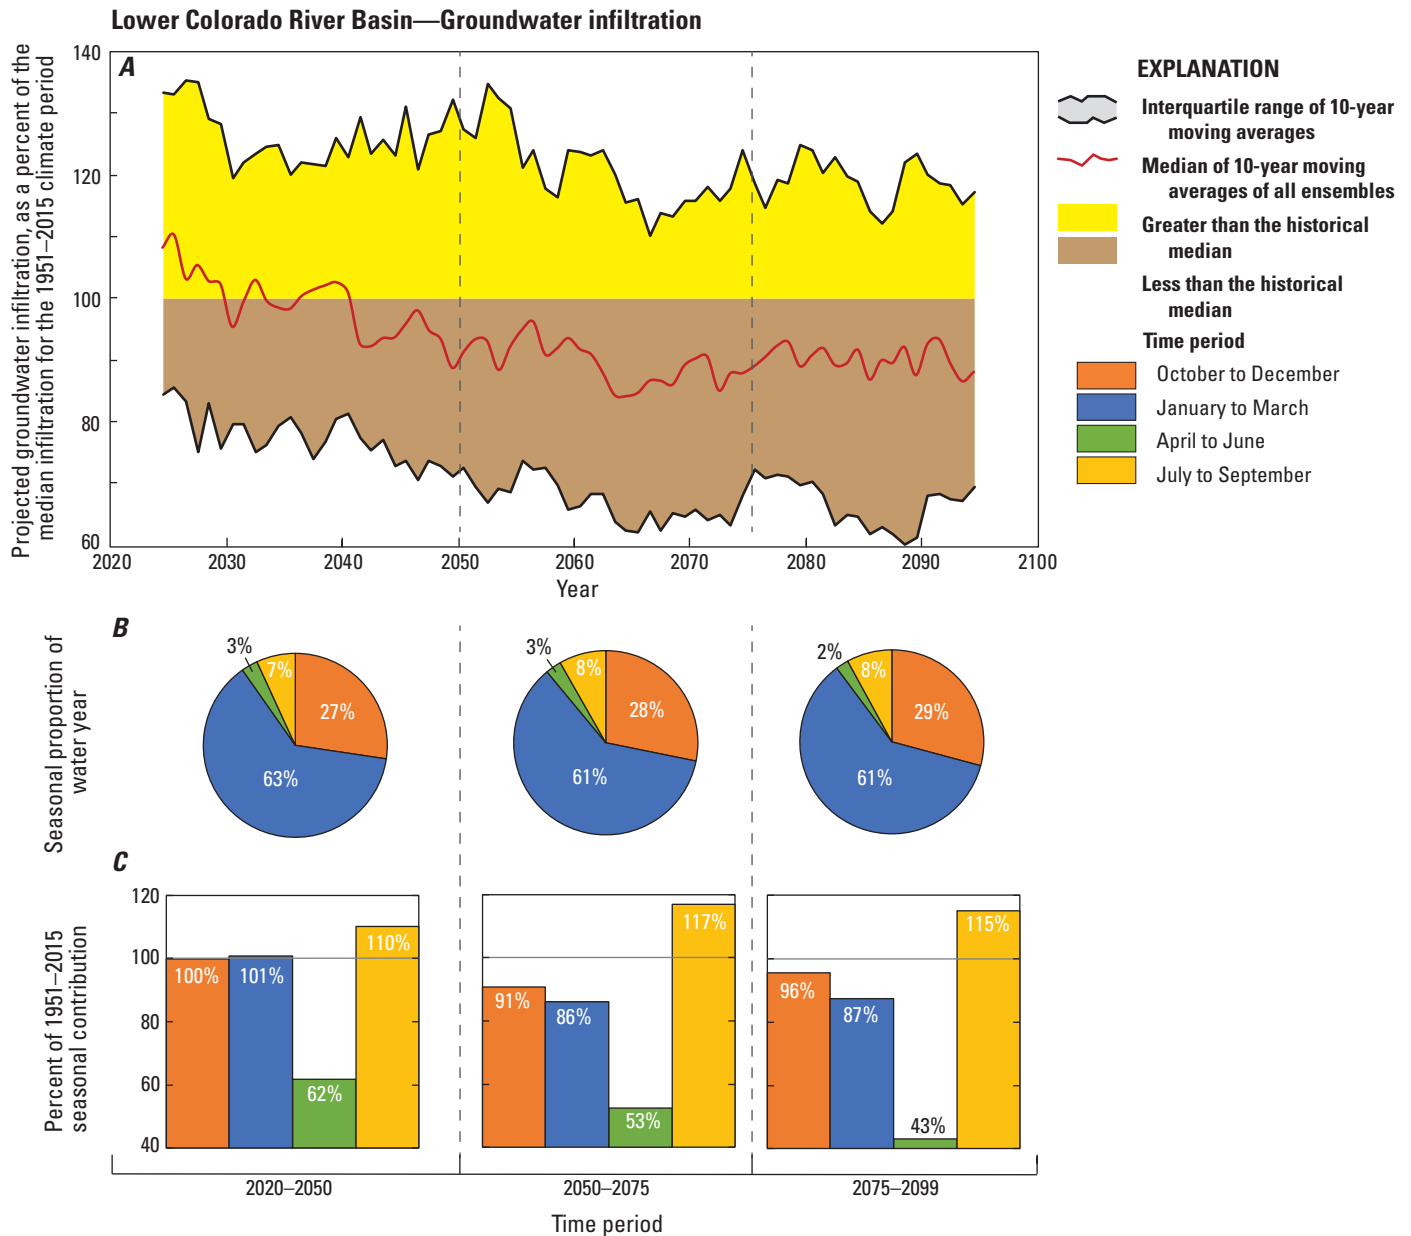 Lower Colorado River Basin—Groundwater infiltration
Projected groundwater infiltration, as a percent of the
median infiltration for the 1951–2015 climate period
A
140
120
100
80
60
2020
2030
2040
2050
2060
2070
2080
2090
2100
Year
EXPLANATION
Interquartile range of 10-year
moving averages
Median of 10-year moving
averages of all ensembles
Greater than the historical
median
Less than the historical
median
Time period
October to December
January to March
April to June
July to September
B
Seasonal proportion of
water year
3%
7%
27%
63%
3%
8%
28%
61%
2%
8%
29%
61%
C
Percent of 1951–2015
seasonal contribution
120
100
80
60
40
100%
101%
62%
110%
91%
86%
53%
117%
96%
87%
43%
115%
2020–2050
2050–2075
2075–2099
Time period